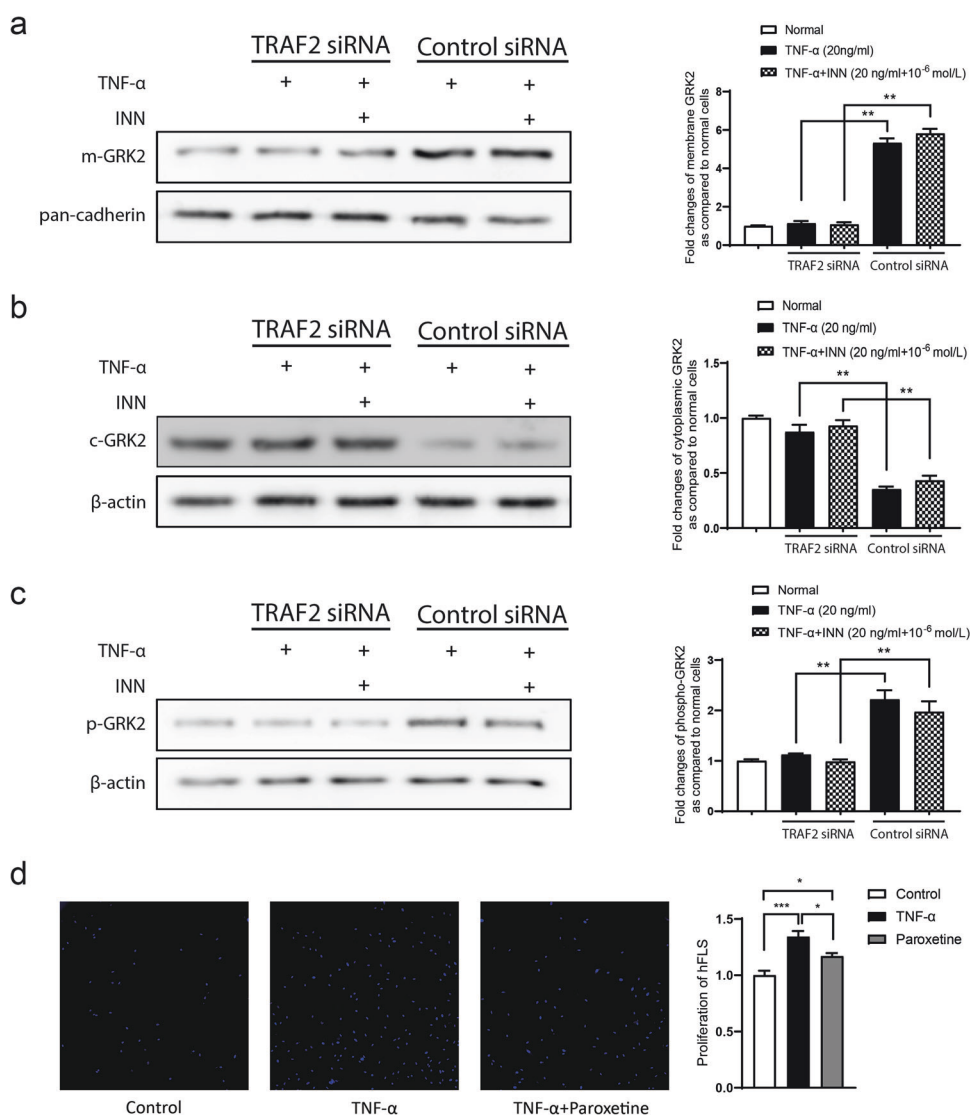 a
TRAF2 siRNA Control siRNA
TNF-α + + + +
INN + +
m-GRK2
pan-cadherin
Normal
TNF-α (20ng/ml)
TNF-α+INN (20 ng/ml+10⁻⁶ mol/L)
Fold changes of membrane GRK2
as compared to normal cells
8
6
4
2
0
**
**
TRAF2 siRNA Control siRNA
b
TRAF2 siRNA Control siRNA
TNF-α + + + +
INN + +
c-GRK2
β-actin
Normal
TNF-α (20 ng/ml)
TNF-α+INN (20 ng/ml+10⁻⁶ mol/L)
Fold changes of cytoplasmic GRK2
as compared to normal cells
1.5
1.0
0.5
0.0
**
**
TRAF2 siRNA Control siRNA
c
TRAF2 siRNA Control siRNA
TNF-α + + + +
INN + +
p-GRK2
β-actin
Normal
TNF-α (20 ng/ml)
TNF-α+INN (20 ng/ml+10⁻⁶ mol/L)
Fold changes of phospho-GRK2
as compared to normal cells
3
2
1
0
**
**
TRAF2 siRNA Control siRNA
d
Control
TNF-α
TNF-α+Paroxetine
Control
TNF-α
Paroxetine
Proliferation of hFLS
1.5
1.0
0.5
0.0
*
***
*